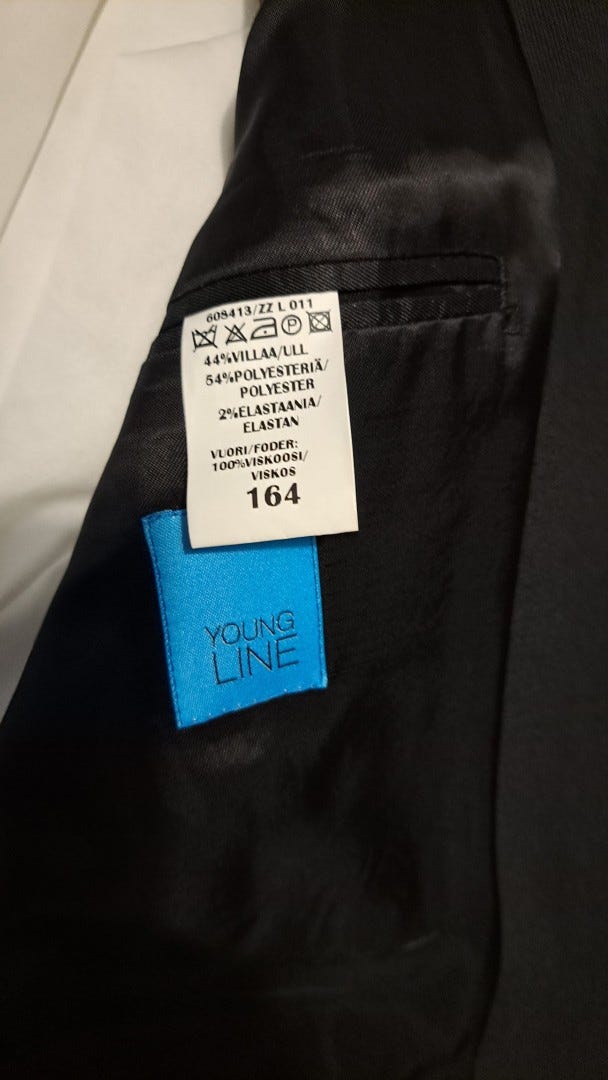 608413/ZZ L 011
44%VILLAA/ULL
54%POLYESTERIÄ/
POLYESTER
2%ELASTAANIA/
ELASTAN
VUORI/FODER:
100%VISKOOSI/
VISKOS
164
YOUNG
LINE